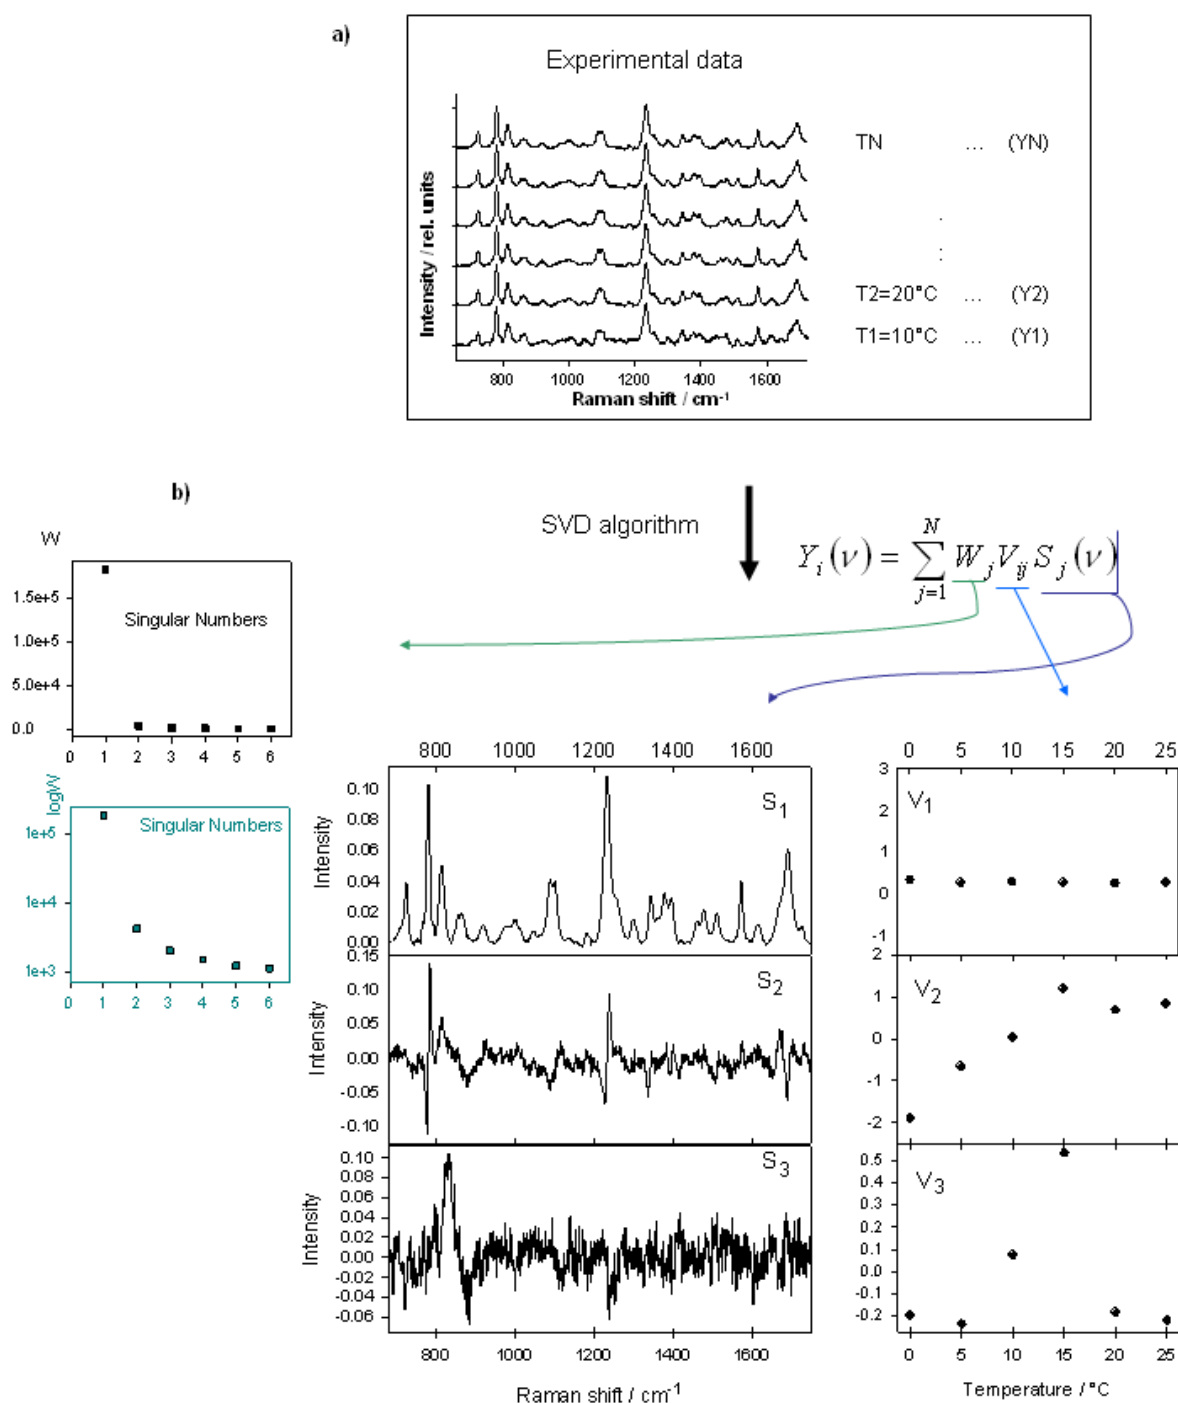 a)
Experimental data
TN ... (YN)
.
:
T2=20°C ... (Y2)
T1=10°C ... (Y1)
Intensity / rel. units
800 1000 1200 1400 1600
Raman shift / cm⁻¹
b)
SVD algorithm
Y_i(ν) = ∑_{j=1}^{N} W_j V_{ij} S_j(ν)
W
1.5e+5
5.0e+4
0.0
Singular Numbers
0 1 2 3 4 5 6
logW
1e+5
1e+4
1e+3
Singular Numbers
0 1 2 3 4 5 6
800 1000 1200 1400 1600
Intensity
0.10
0.08
0.06
0.04
0.02
0.00
S₁
Intensity
0.15
0.10
0.05
0.00
-0.05
-0.10
S₂
Intensity
0.10
0.08
0.06
0.04
0.02
0.00
-0.02
-0.04
-0.06
S₃
800 1000 1200 1400 1600
Raman shift / cm⁻¹
0 5 10 15 20 25
3
2
1
0
-1
V₁
2
1
0
-1
-2
V₂
0.5
0.4
0.3
0.2
0.1
0.0
-0.1
-0.2
V₃
0 5 10 15 20 25
Temperature / °C